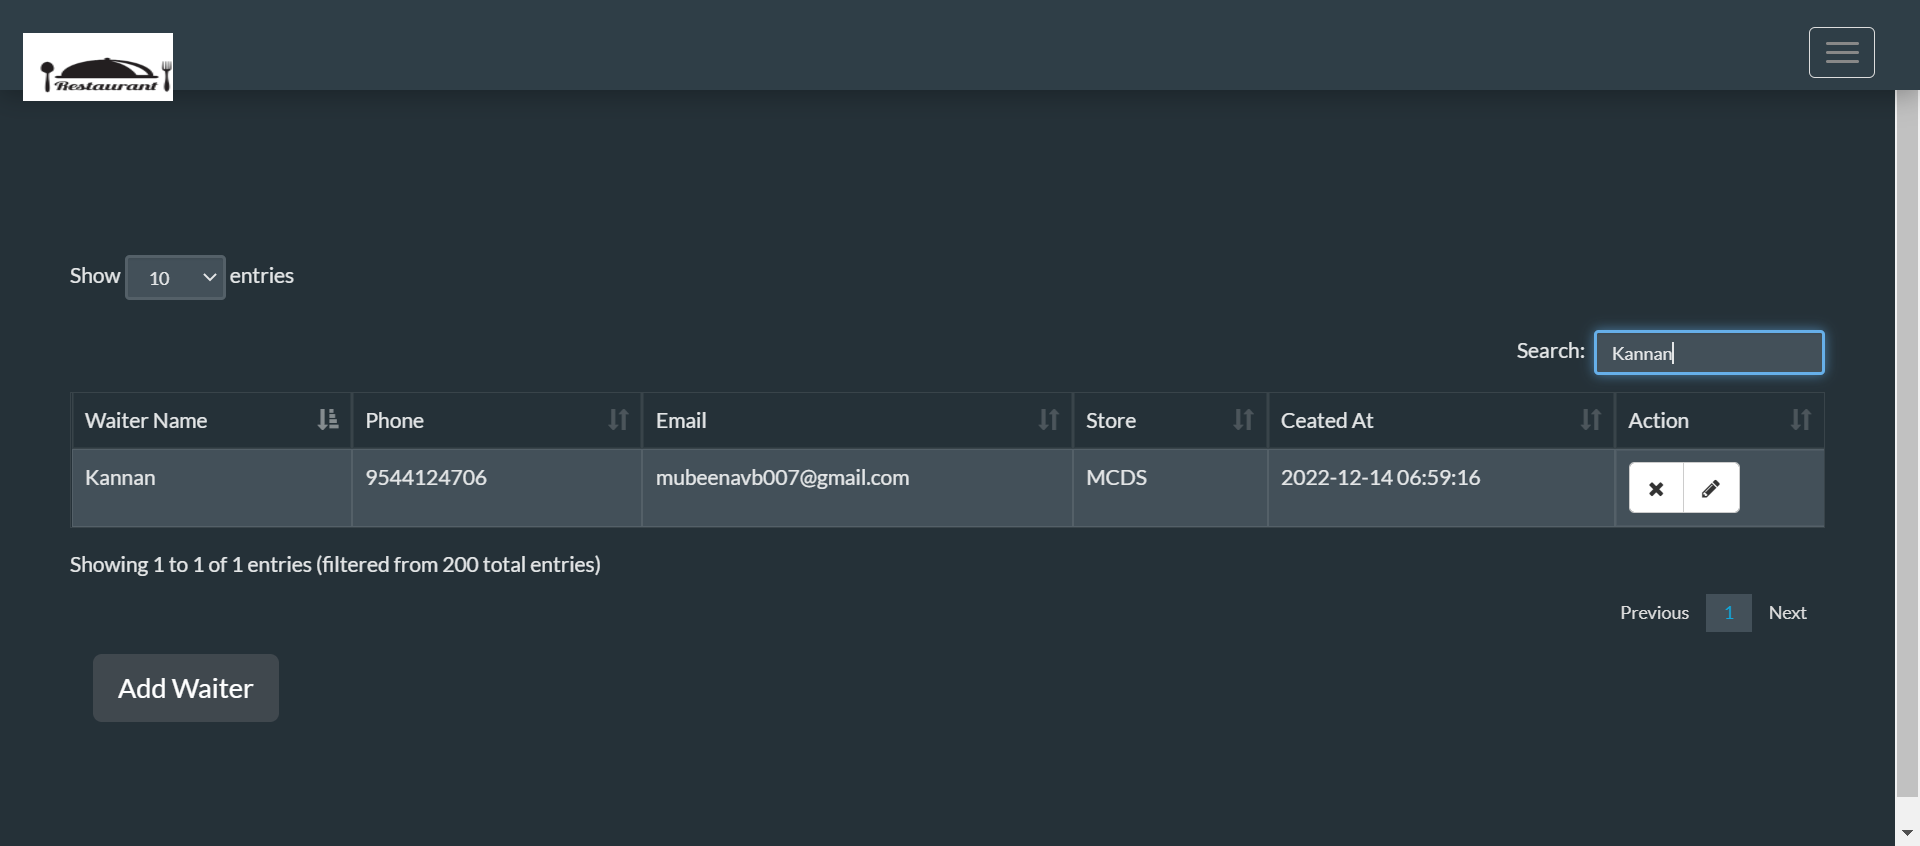 Restaurant
Show 10 entries
Search: Kannan
Waiter Name Phone Email Store Ceated At Action
Kannan 9544124706 mubeenavb007@gmail.com MCDS 2022-12-14 06:59:16
Showing 1 to 1 of 1 entries (filtered from 200 total entries)
Previous 1 Next
Add Waiter